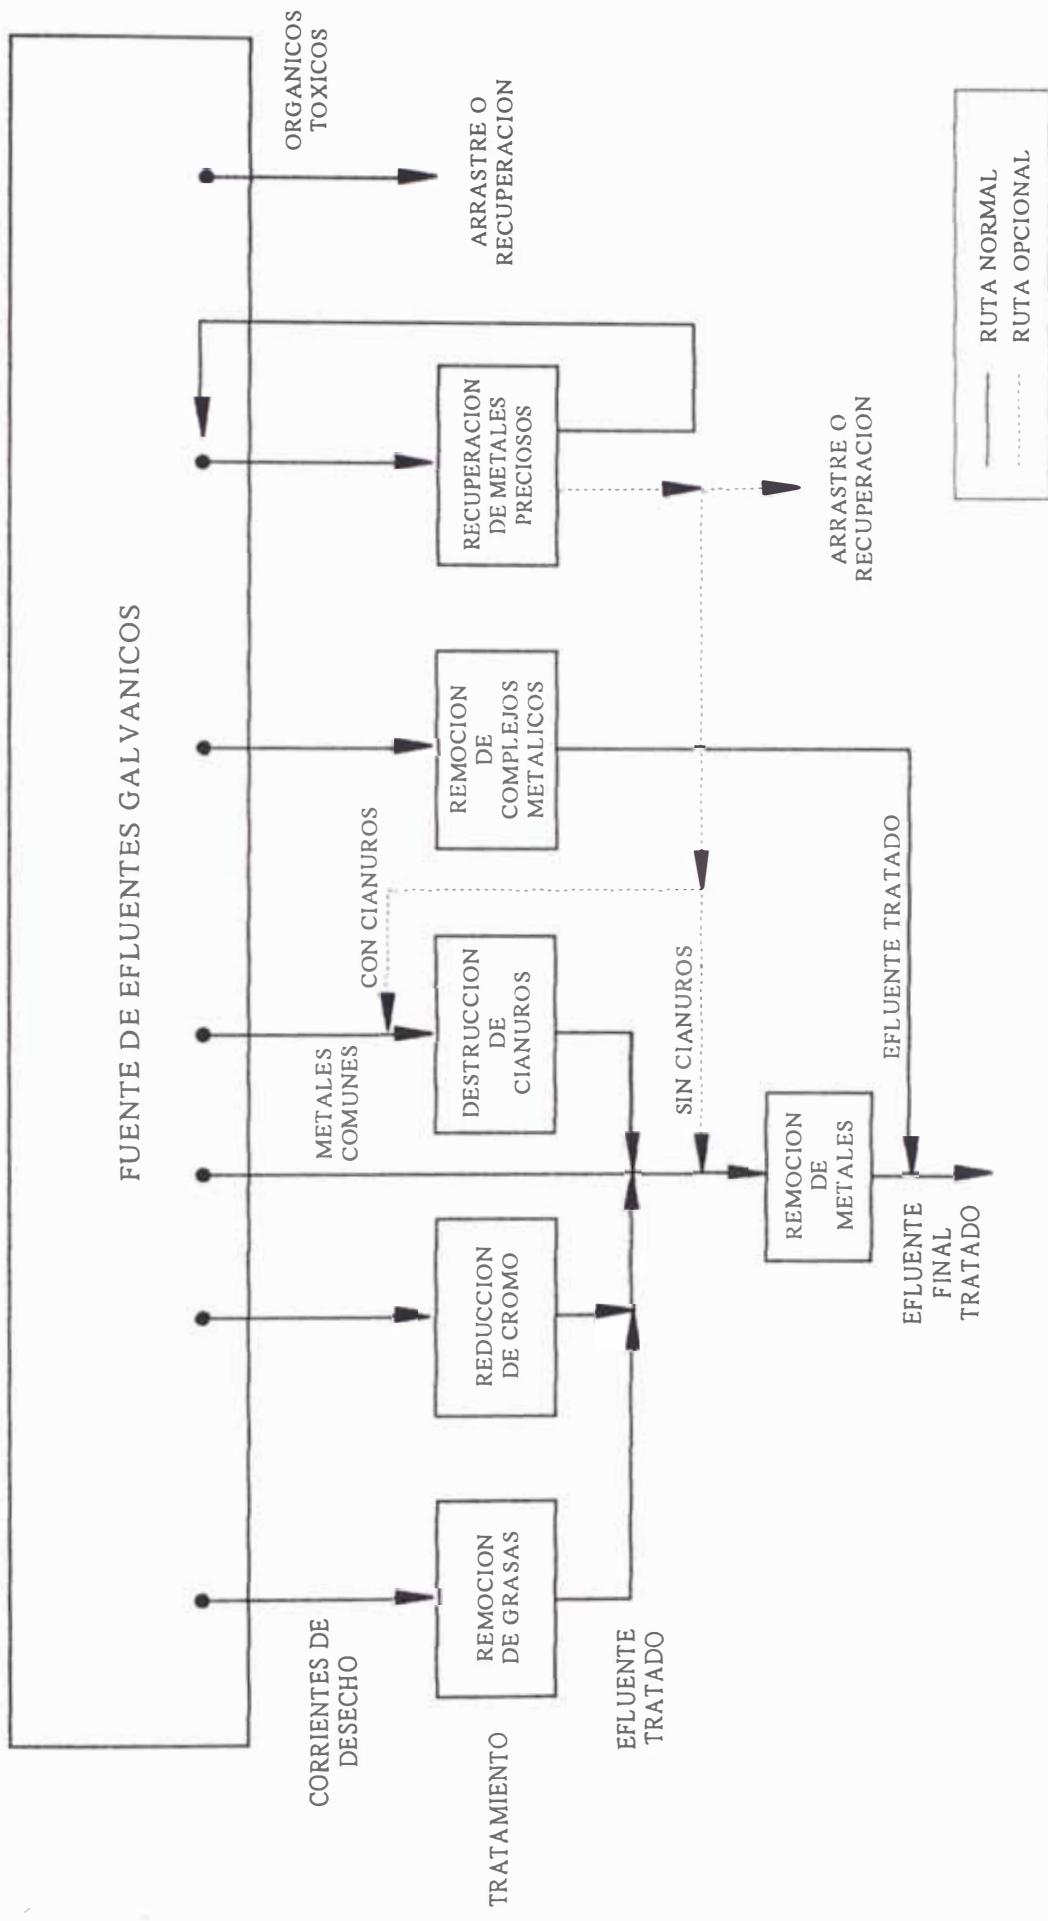 FUENTE DE EFLUENTES GALVANICOS
CORRIENTES DE
DESECHO
METALES
COMUNES
CON CIANUROS
ORGANICOS
TOXICOS
TRATAMIENTO
REMOCION
DE GRASAS
REDUCCION
DE CROMO
DESTRUCCION
DE
CIANUROS
REMOCION
DE
COMPLEJOS
METALICOS
RECUPERACION
DE METALES
PRECIOSOS
ARRASTRE O
RECUPERACION
EFLUENTE
TRATADO
SIN CIANUROS
REMOCION
DE
METALES
ARRASTRE O
RECUPERACION
EFLUENTE TRATADO
EFLUENTE
FINAL
TRATADO
RUTA NORMAL
RUTA OPCIONAL